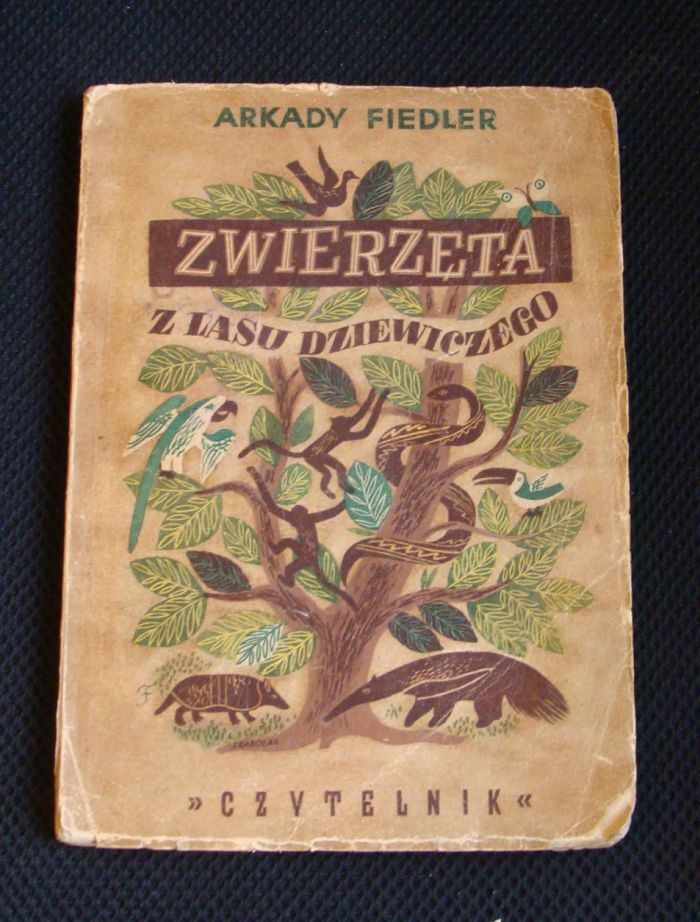 ARKADY FIEDLER
ZWIERZĘTA
Z LASU DZIEWICZEGO
»CZYTELNIK«